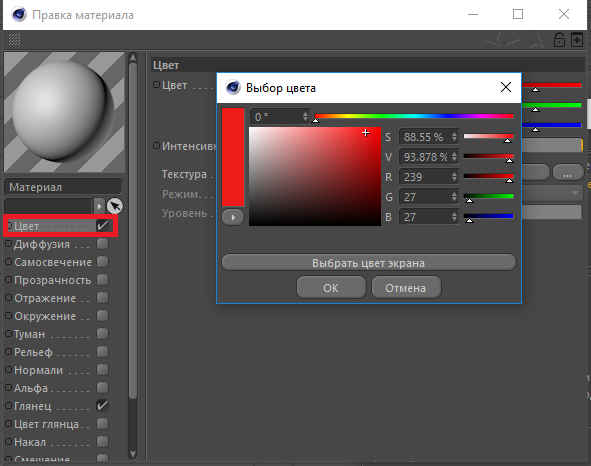 Правка материала
Цвет
Цвет . . . .
Интенсивн
Текстура .
...
Режим. . .
Уровень .
Выбор цвета
0 °
S 88.55 %
V 93.878 %
R 239
G 27
B 27
Выбрать цвет экрана
ОК
Отмена
Материал
Цвет . . . . . . . .
Диффузия . .
Самосвечение
Прозрачность
Отражение . .
Окружение . .
Туман . . . . . .
Рельеф . . . . .
Нормали . . . .
Альфа . . . . . .
Глянец . . . . . .
Цвет глянца. .
Накал . . . . . .
Смещение